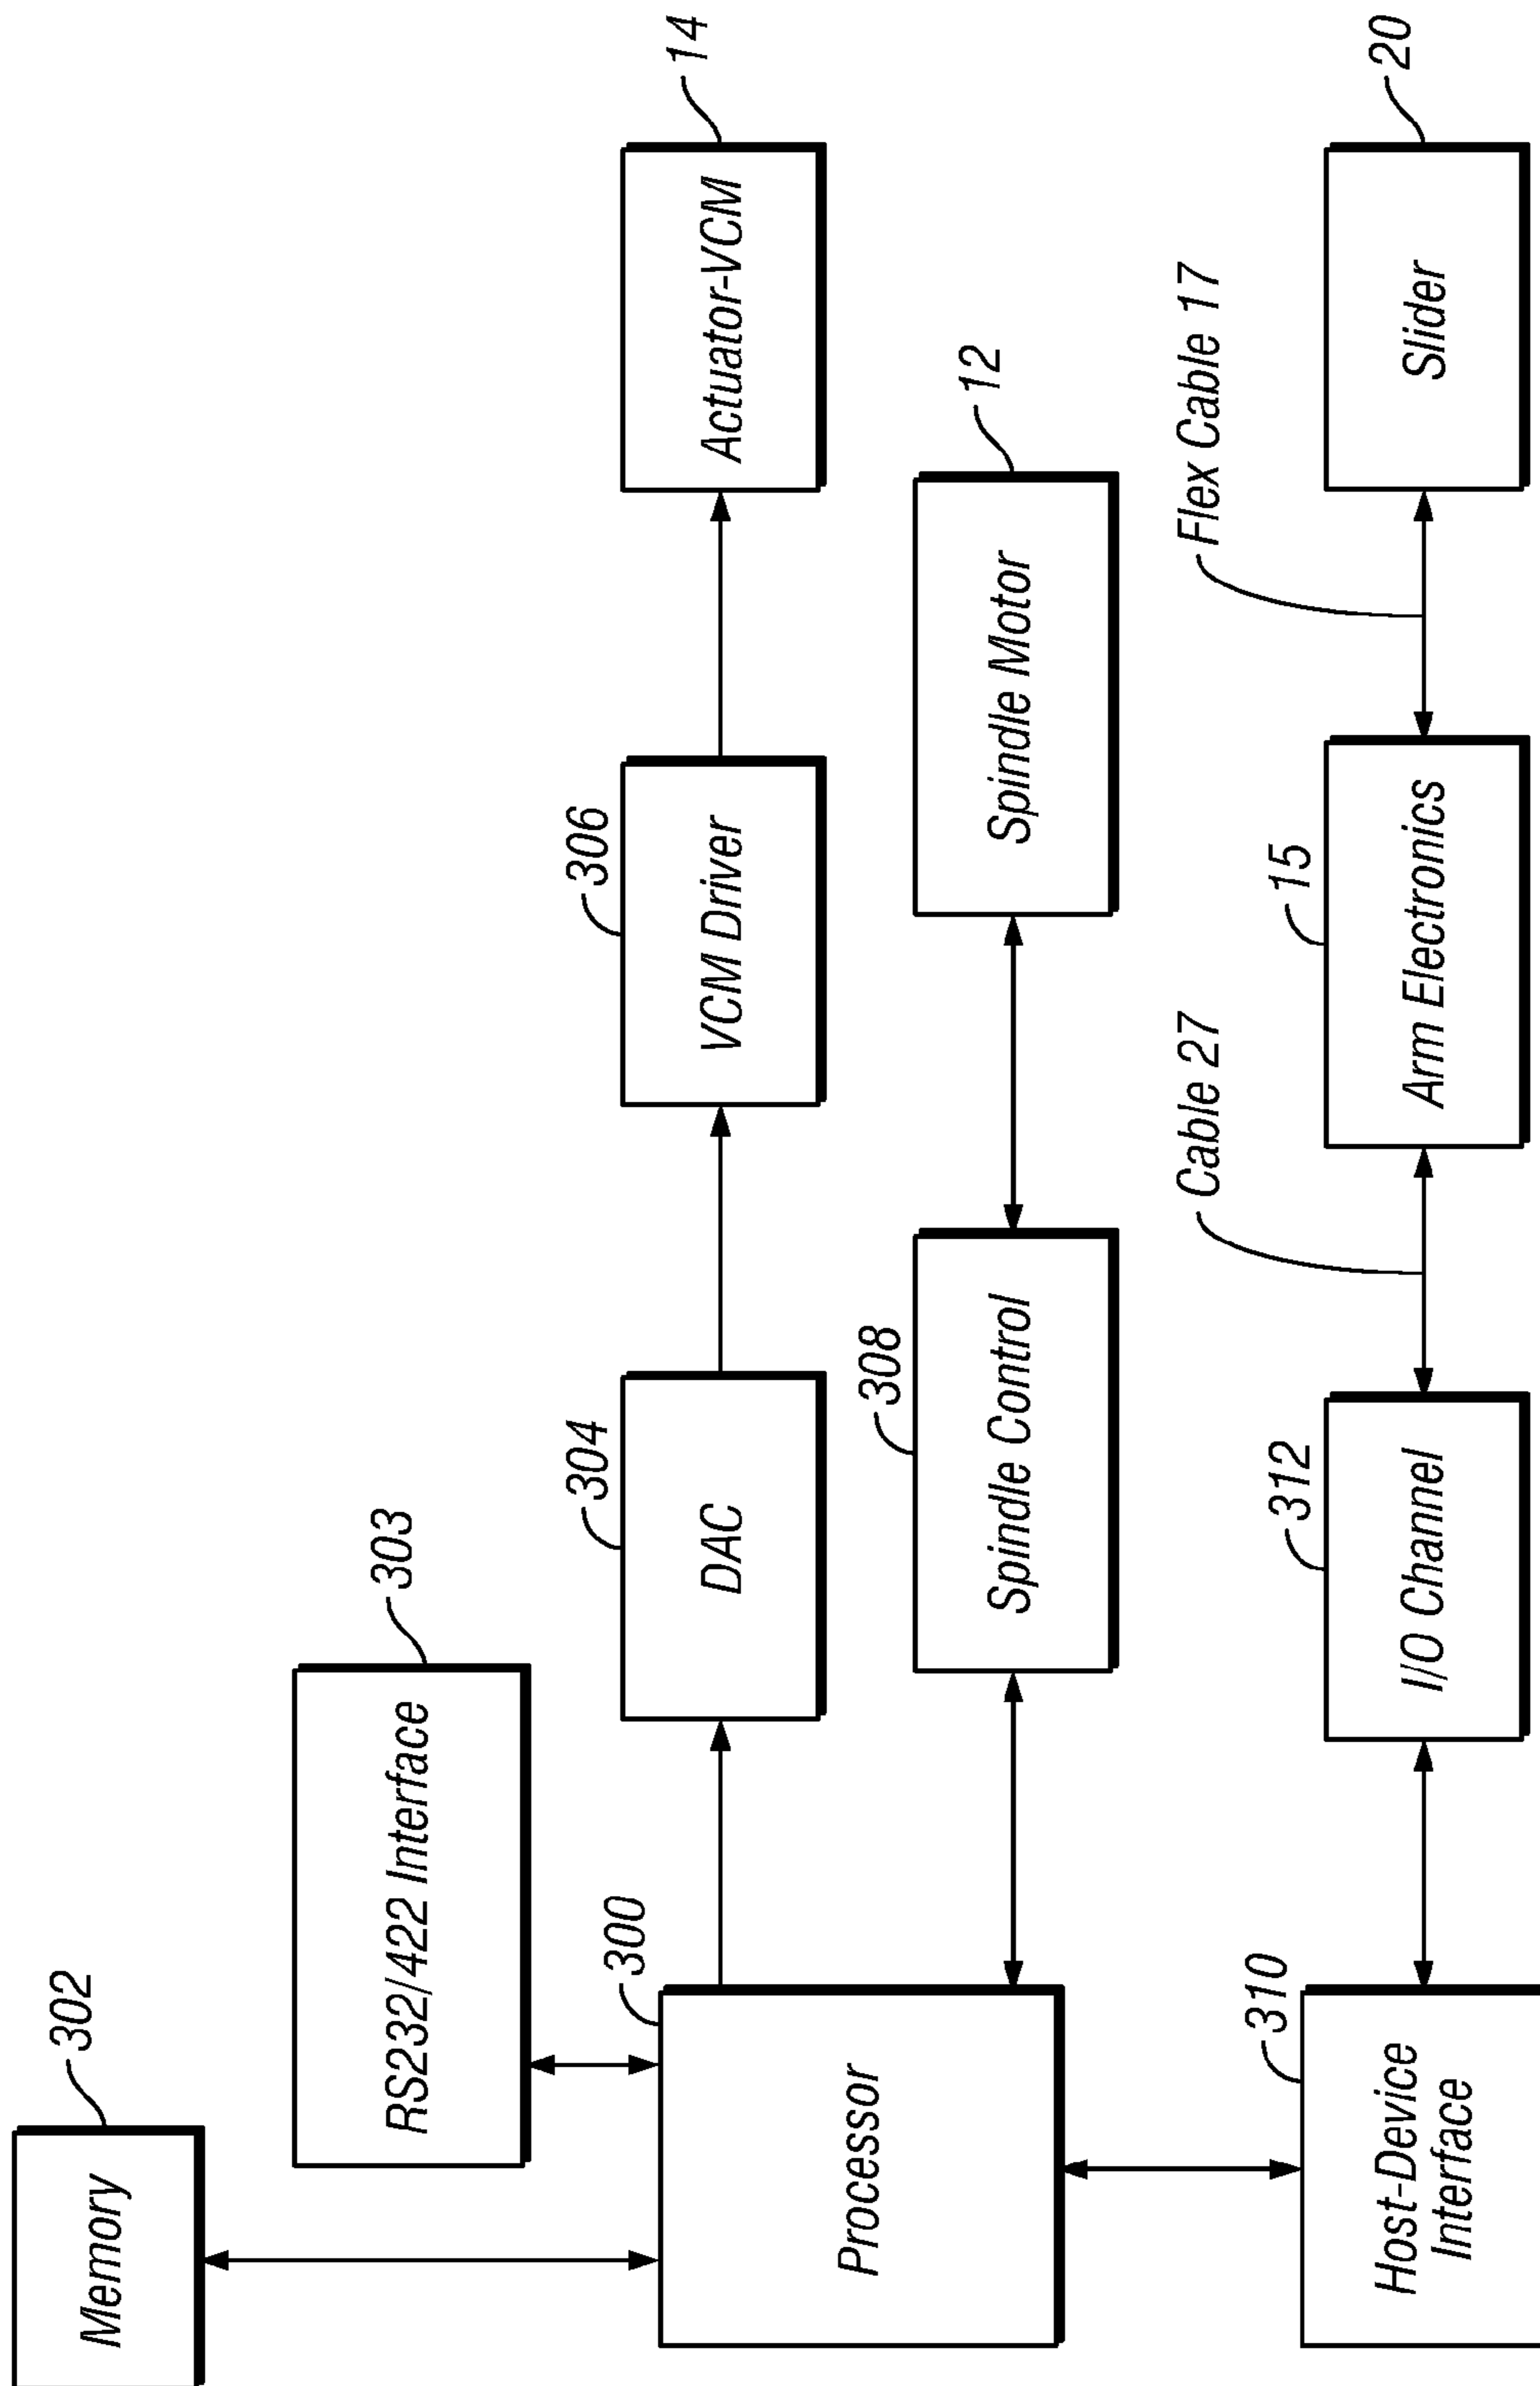 302
Memory
303
RS232/422 Interface
300
Processor
304
DAC
306
VCM Driver
14
Actuator-VCM
308
Spindle Control
12
Spindle Motor
310
Host-Device
Interface
312
I/O Channel
Cable 27
15
Arm Electronics
Flex Cable 17
20
Slider